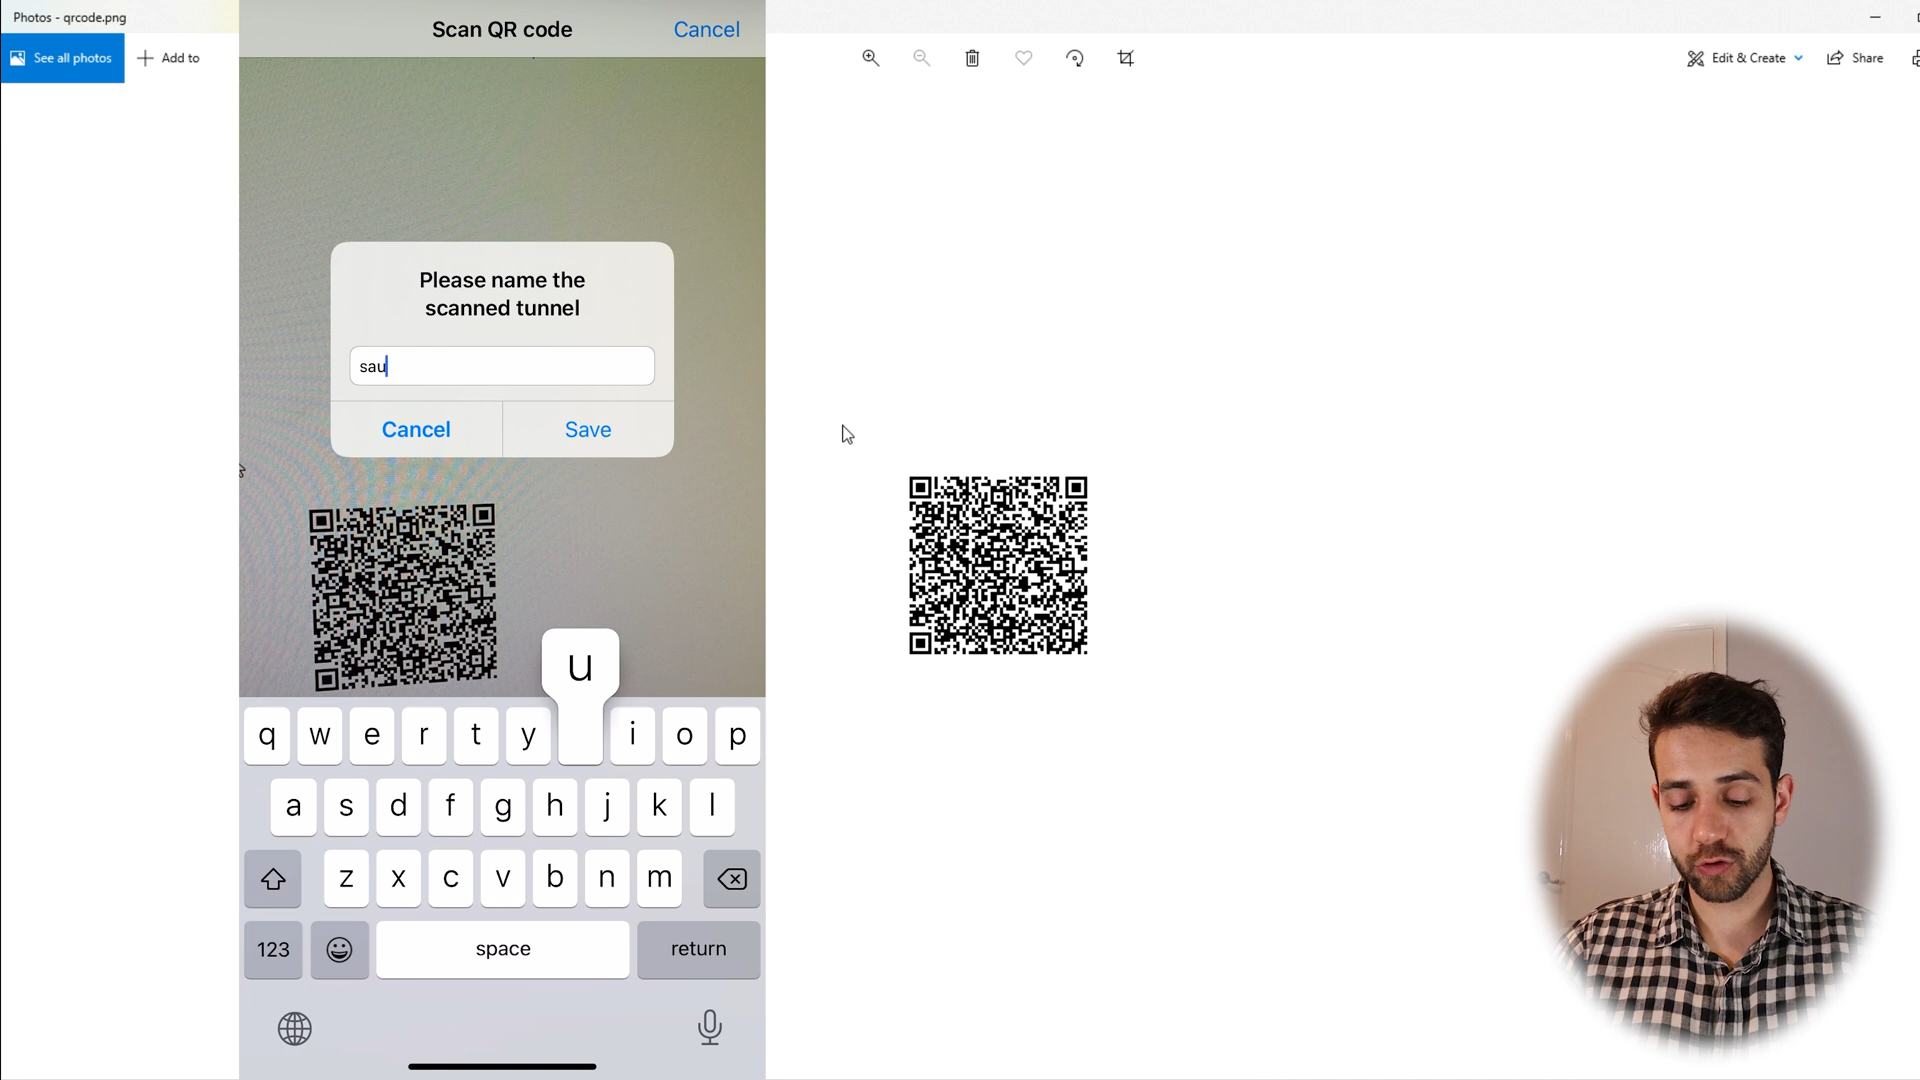 Photos - qrcode.png
See all photos
Add to
Edit & Create
Share
Scan QR code
Cancel
Please name the
scanned tunnel
sau
Cancel
Save
u
q w e r t y i o p
a s d f g h j k l
z x c v b n m
123
space
return